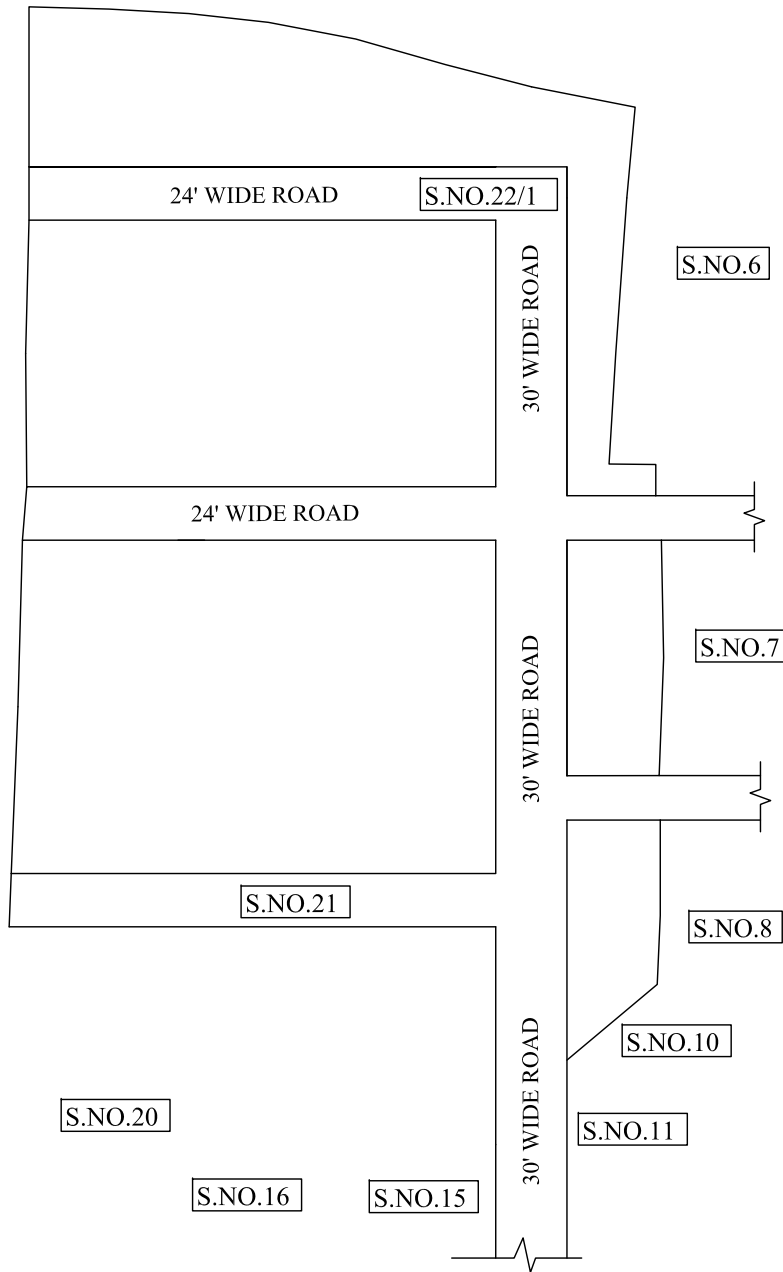 24' WIDE ROAD
S.NO.22/1
S.NO.6
30' WIDE ROAD
24' WIDE ROAD
S.NO.7
30' WIDE ROAD
S.NO.21
S.NO.8
S.NO.10
30' WIDE ROAD
S.NO.20
S.NO.11
S.NO.16
S.NO.15